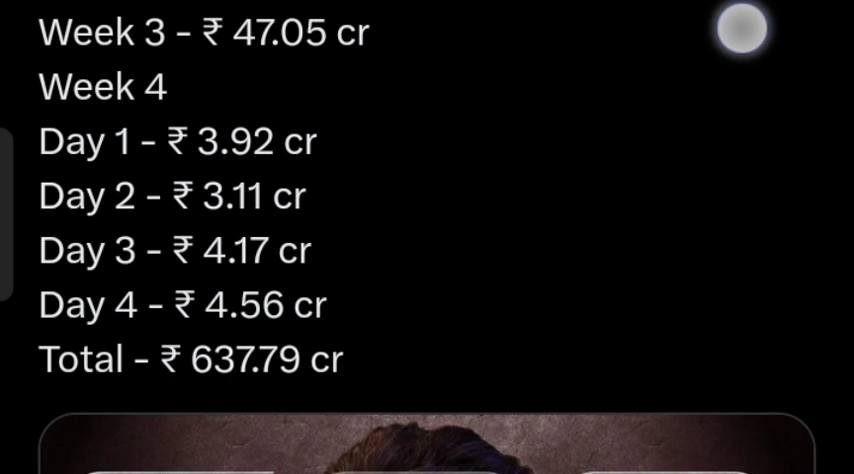 Week 3 - ₹ 47.05 cr
Week 4
Day 1 - ₹ 3.92 cr
Day 2 - ₹ 3.11 cr
Day 3 - ₹ 4.17 cr
Day 4 - ₹ 4.56 cr
Total - ₹ 637.79 cr